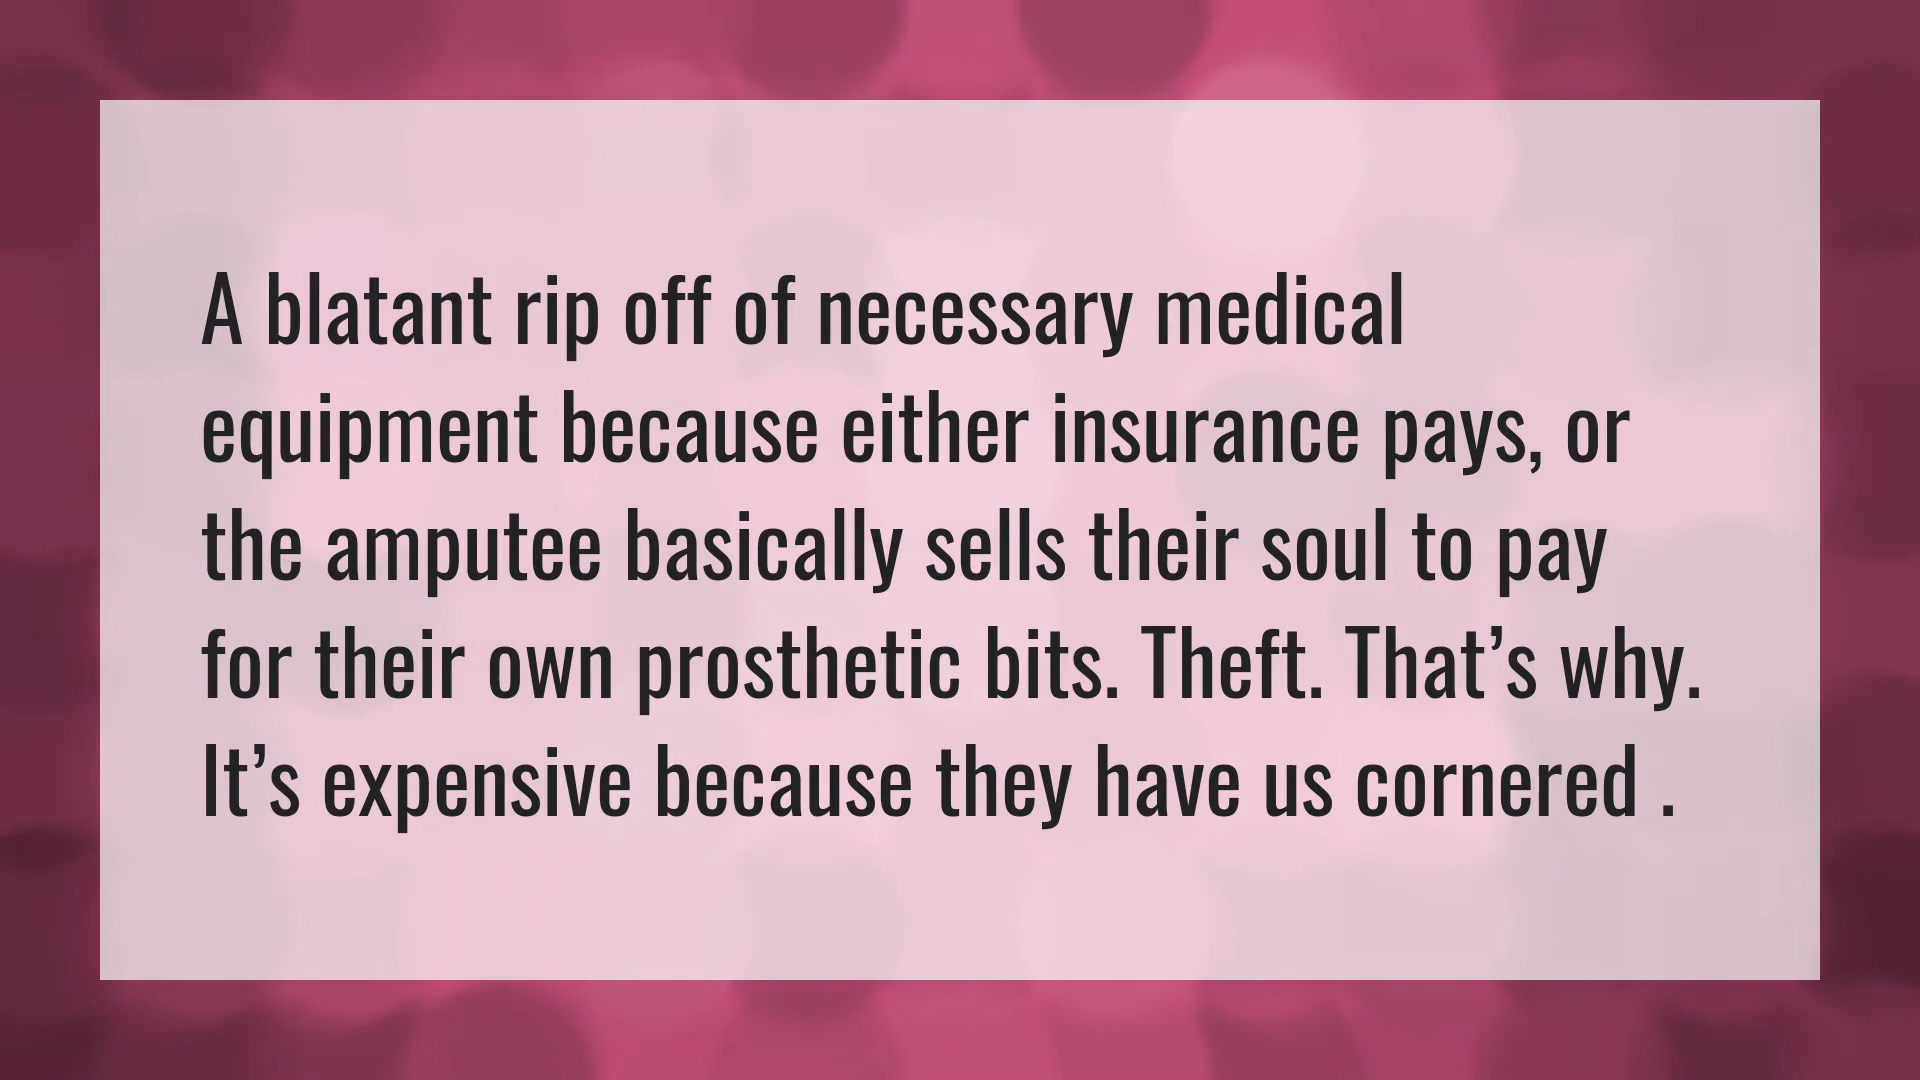 A blatant rip off of necessary medical
equipment because either insurance pays, or
the amputee basically sells their soul to pay
for their own prosthetic bits. Theft. That’s why.
It’s expensive because they have us cornered .